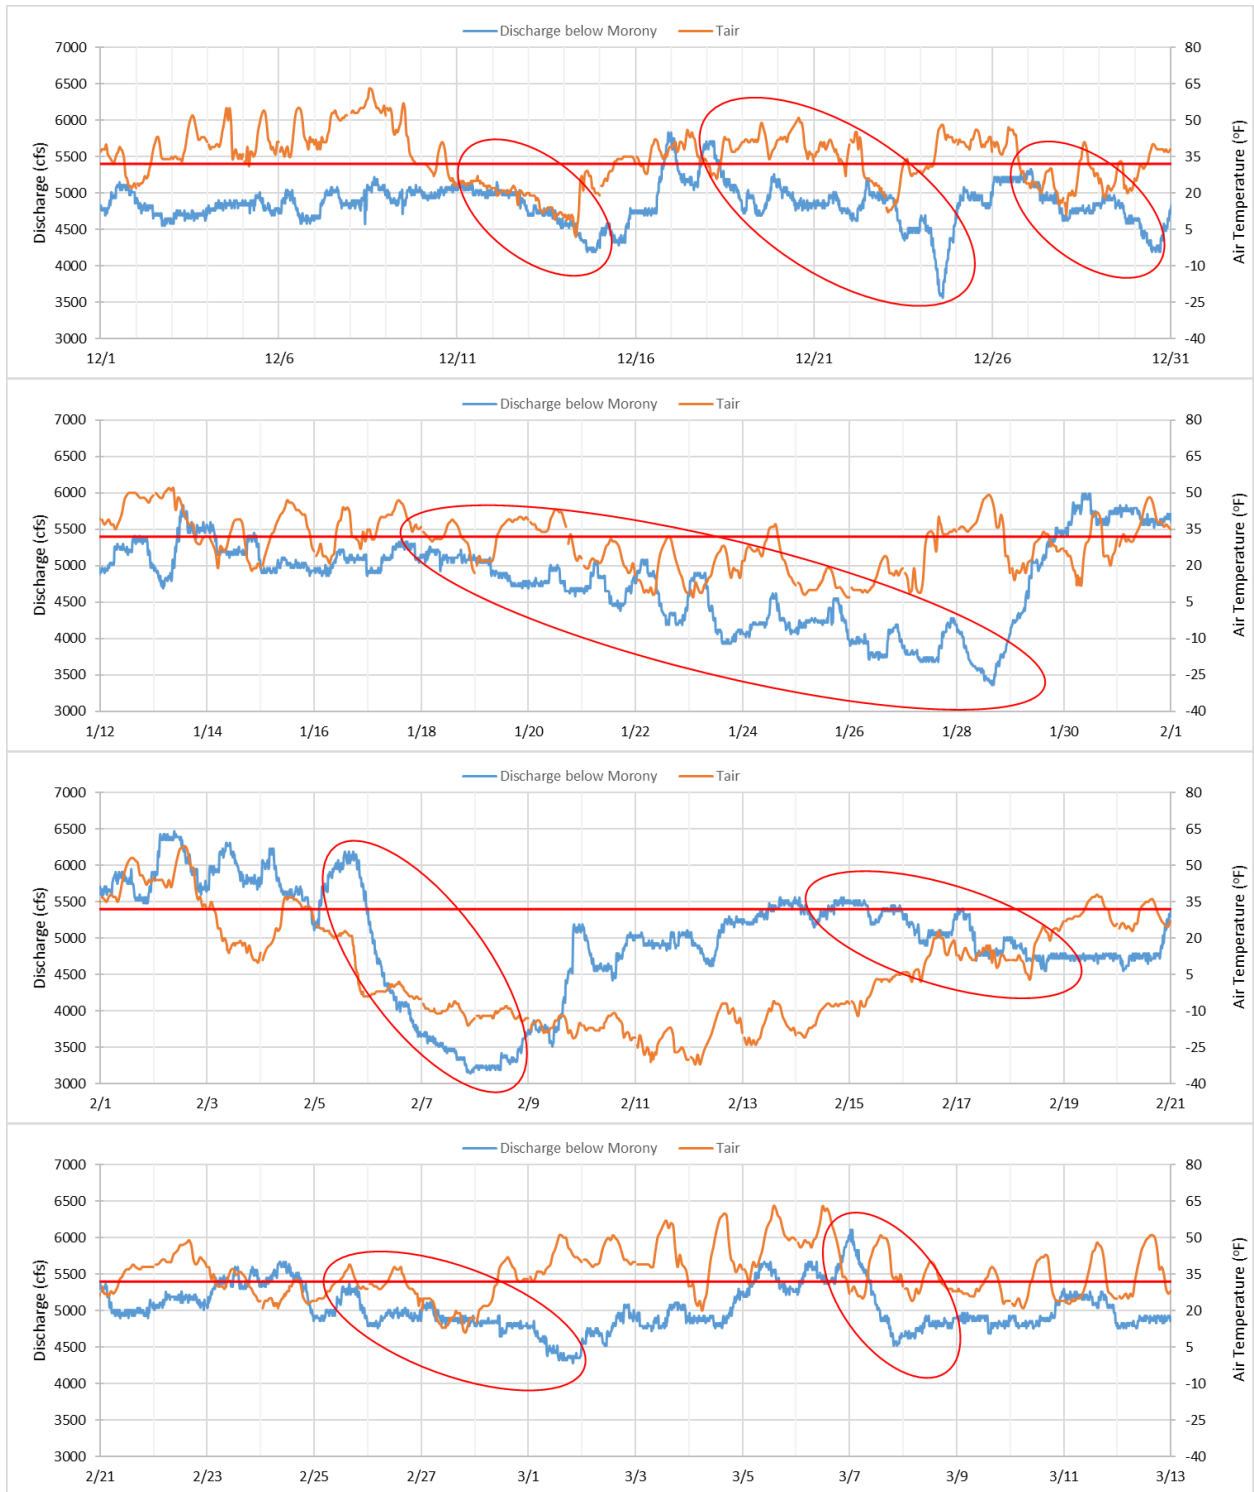 Discharge below Morony Tair
7000 80
6500 65
6000 50
5500 35
5000 20
4500 5
4000 -10
3500 -25
3000 -40
Discharge (cfs)
Air Temperature (°F)
12/1 12/6 12/11 12/16 12/21 12/26 12/31
Discharge below Morony Tair
7000 80
6500 65
6000 50
5500 35
5000 20
4500 5
4000 -10
3500 -25
3000 -40
Discharge (cfs)
Air Temperature (°F)
1/12 1/14 1/16 1/18 1/20 1/22 1/24 1/26 1/28 1/30 2/1
Discharge below Morony Tair
7000 80
6500 65
6000 50
5500 35
5000 20
4500 5
4000 -10
3500 -25
3000 -40
Discharge (cfs)
Air Temperature (°F)
2/1 2/3 2/5 2/7 2/9 2/11 2/13 2/15 2/17 2/19 2/21
Discharge below Morony Tair
7000 80
6500 65
6000 50
5500 35
5000 20
4500 5
4000 -10
3500 -25
3000 -40
Discharge (cfs)
Air Temperature (°F)
2/21 2/23 2/25 2/27 3/1 3/3 3/5 3/7 3/9 3/11 3/13